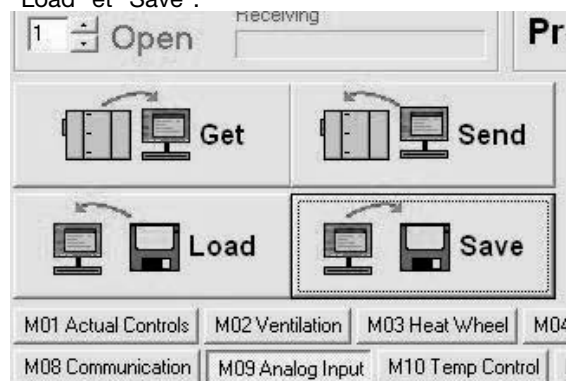 "Load" et "Save".
Receiving
1 Open
Pr
Get Send
Load Save
M01 Actual Controls M02 Ventilation M03 Heat Wheel M04
M08 Communication M09 Analog Input M10 Temp Control